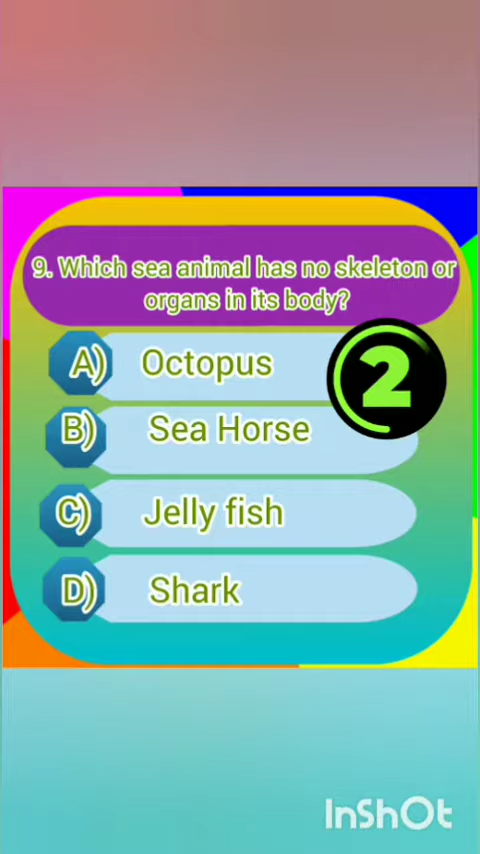 9. Which sea animal has no skeleton or
organs in its body?
A) Octopus
2
B) Sea Horse
C) Jelly fish
D) Shark
InShOt